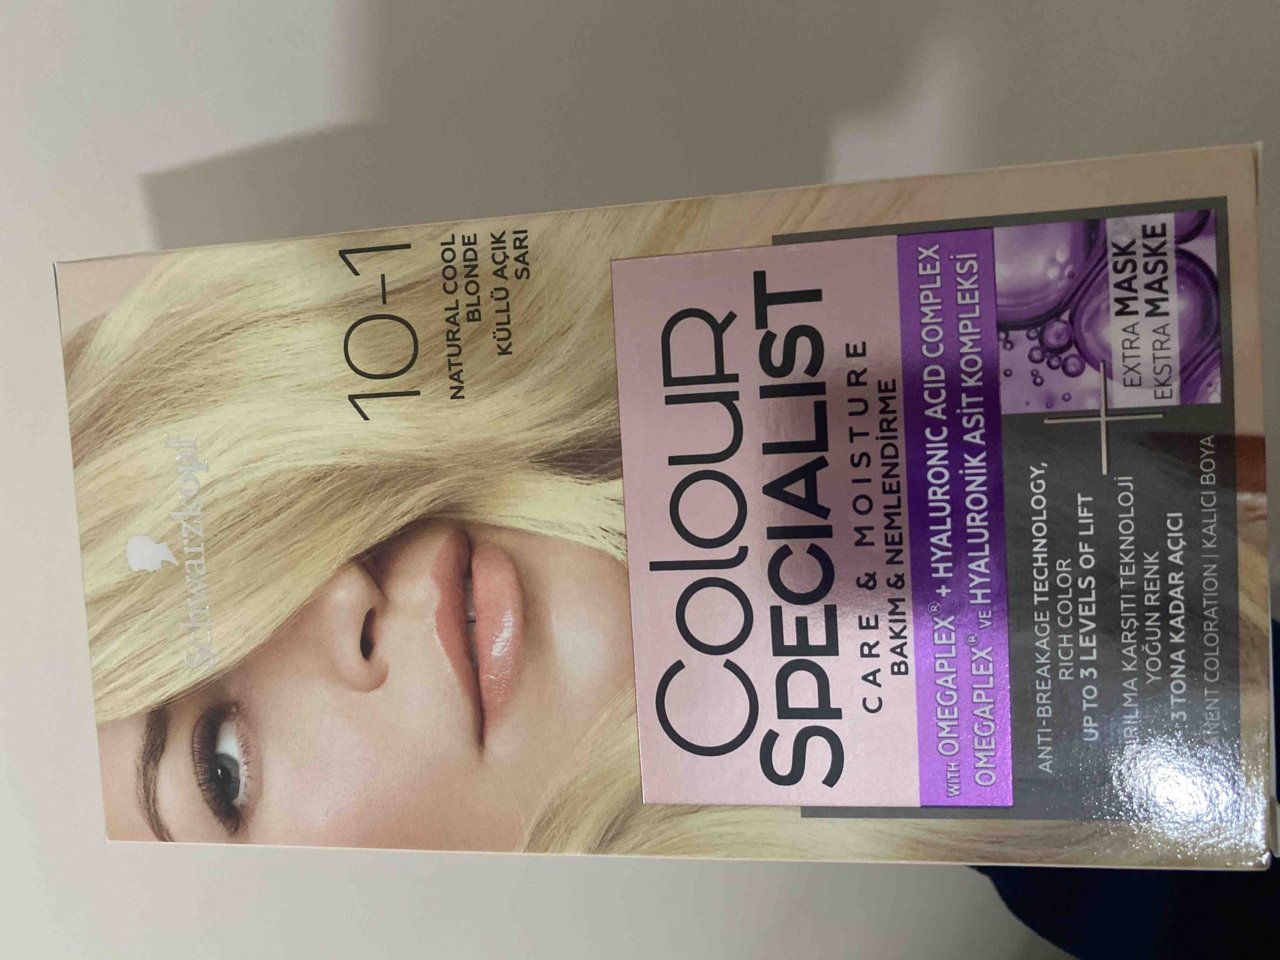 Schwarzkopf
10-1
NATURAL COOL
BLONDE
KÜLLÜ AÇIK
SARI
Colour
SPECIALIST
CARE & MOISTURE
BAKIM & NEMLENDİRME
WITH OMEGAPLEX® + HYALURONIC ACID COMPLEX
OMEGAPLEX® VE HYALURONİK ASİT KOMPLEKSİ
ANTI-BREAKAGE TECHNOLOGY,
RICH COLOR
UP TO 3 LEVELS OF LIFT
KARŞITI TEKNOLOJİ
YOĞUN RENK
3 TONA KADAR AÇICI
COLORATION I KALICI BOYA
EXTRA MASK
EKSTRA MASKE